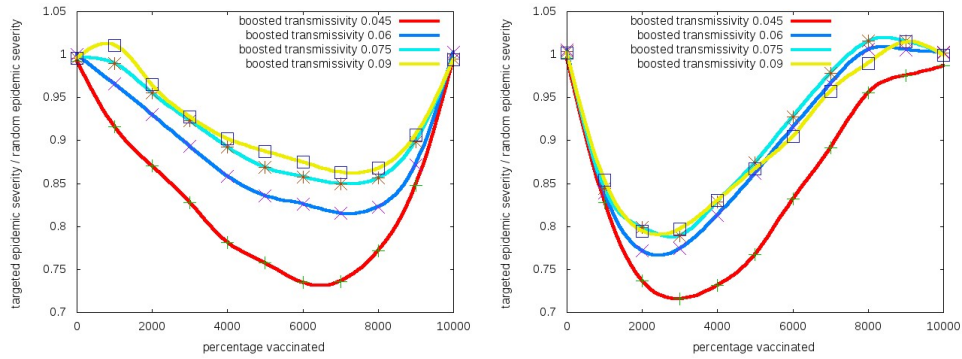 1.05
1
0.95
0.9
0.85
0.8
0.75
0.7
targeted epidemic severity / random epidemic severity
boosted transmissivity 0.045
boosted transmissivity 0.06
boosted transmissivity 0.075
boosted transmissivity 0.09
0 2000 4000 6000 8000 10000
percentage vaccinated
1.05
1
0.95
0.9
0.85
0.8
0.75
0.7
targeted epidemic severity / random epidemic severity
boosted transmissivity 0.045
boosted transmissivity 0.06
boosted transmissivity 0.075
boosted transmissivity 0.09
0 2000 4000 6000 8000 10000
percentage vaccinated